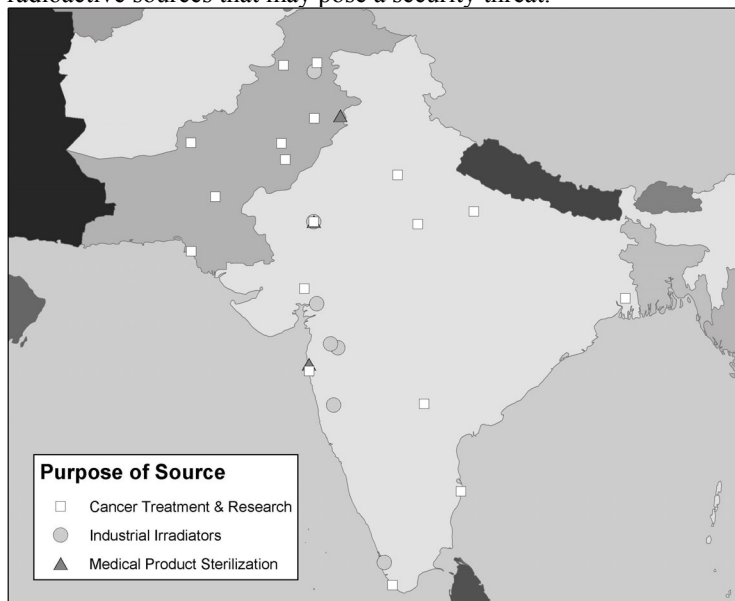 radioactive sources that may pose a security threat.
Purpose of Source
Cancer Treatment & Research
Industrial Irradiators
Medical Product Sterilization